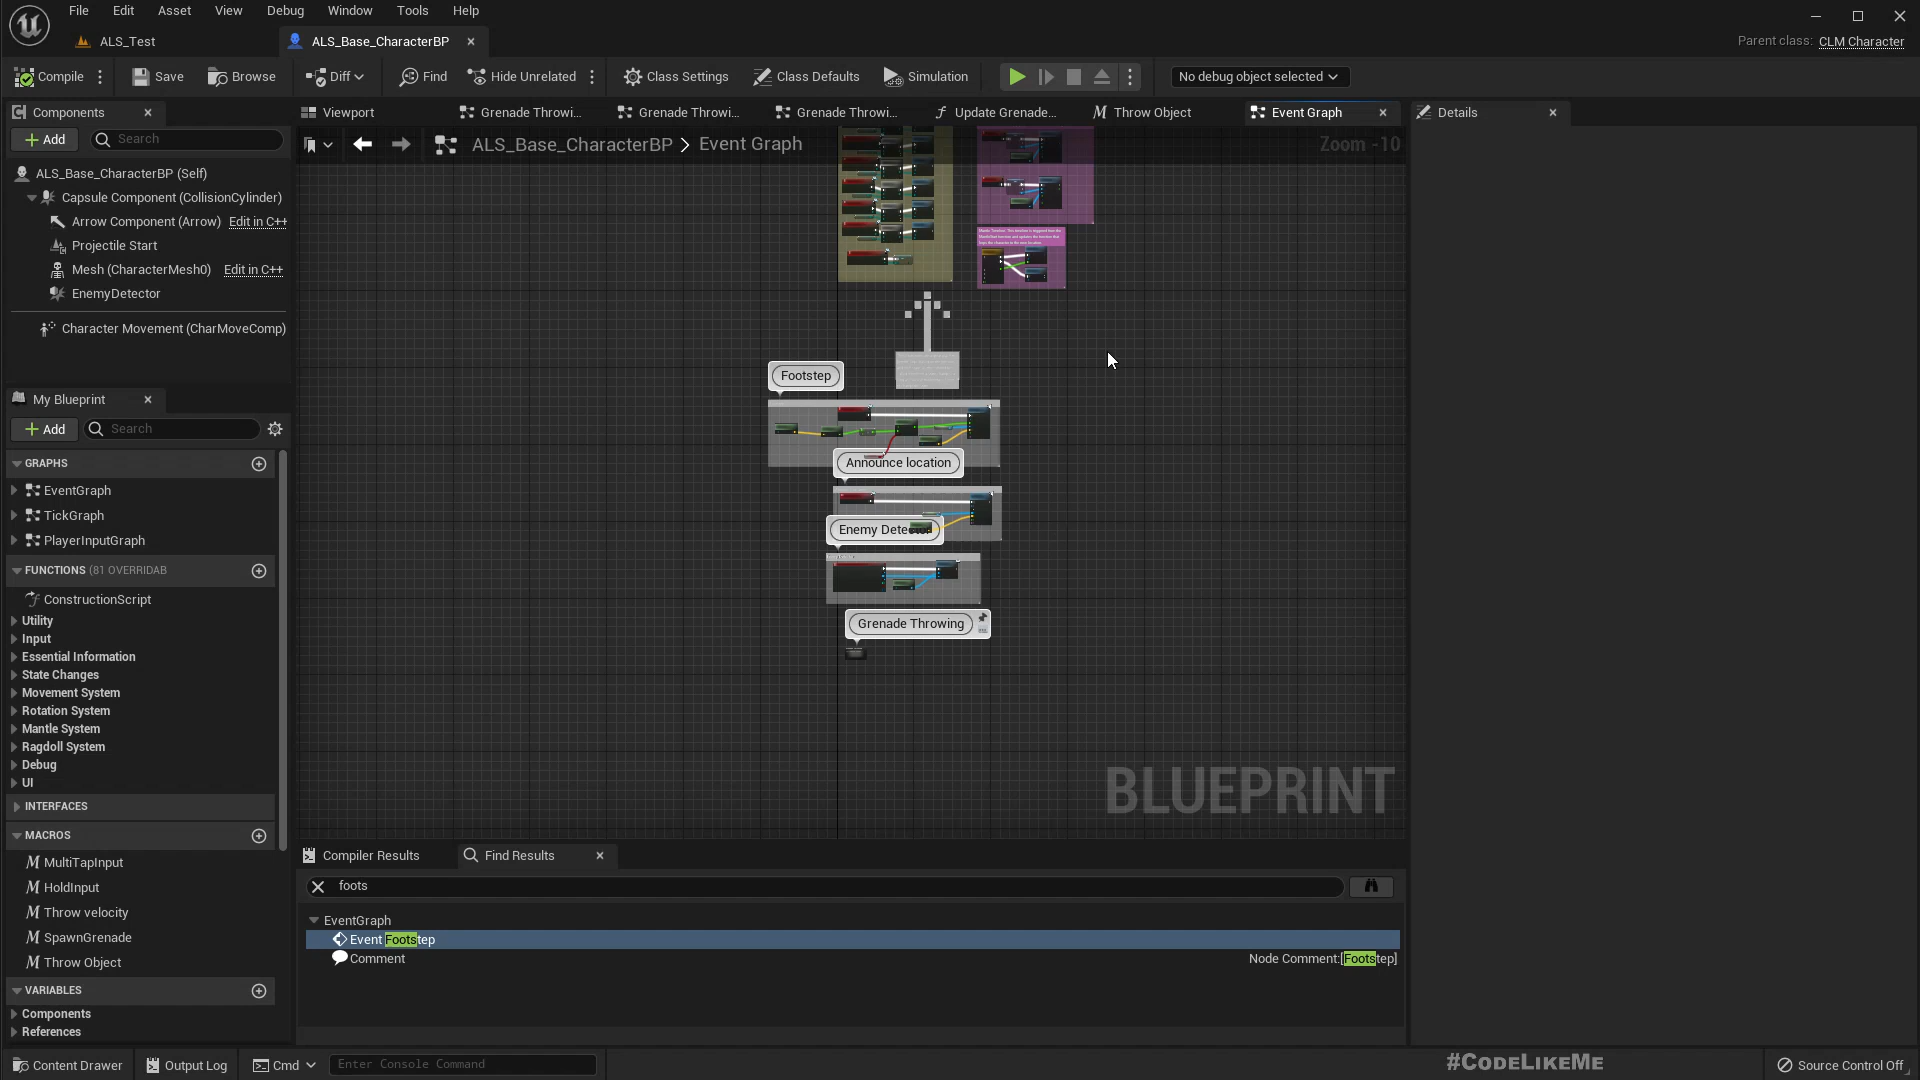 File Edit Asset View Debug Window Tools Help
ALS_Test ALS_Base_CharacterBP
Parent class: CLM Character
Compile Save Browse Diff Find Hide Unrelated Class Settings Class Defaults Simulation No debug object selected
Components Viewport Grenade Throwi... Grenade Throwi... Grenade Throwi... Update Grenade... Throw Object Event Graph Details
Add Search
ALS_Base_CharacterBP > Event Graph Zoom -10
ALS_Base_CharacterBP (Self)
Capsule Component (CollisionCylinder)
Arrow Component (Arrow) Edit in C++
Projectile Start
Mesh (CharacterMesh0) Edit in C++
EnemyDetector
Character Movement (CharMoveComp)
Footstep
Announce location
Enemy Detector
Grenade Throwing
BLUEPRINT
My Blueprint
Add Search
GRAPHS
EventGraph
TickGraph
PlayerInputGraph
FUNCTIONS (81 OVERRIDAB
ConstructionScript
Utility
Input
Essential Information
State Changes
Movement System
Rotation System
Mantle System
Ragdoll System
Debug
UI
INTERFACES
MACROS
MultiTapInput
HoldInput
Throw velocity
SpawnGrenade
Throw Object
VARIABLES
Components
References
Compiler Results Find Results
foots
EventGraph
Event Footstep
Comment Node Comment:[Footstep]
Content Drawer Output Log Cmd Enter Console Command
#CodeLikeMe
Source Control Off